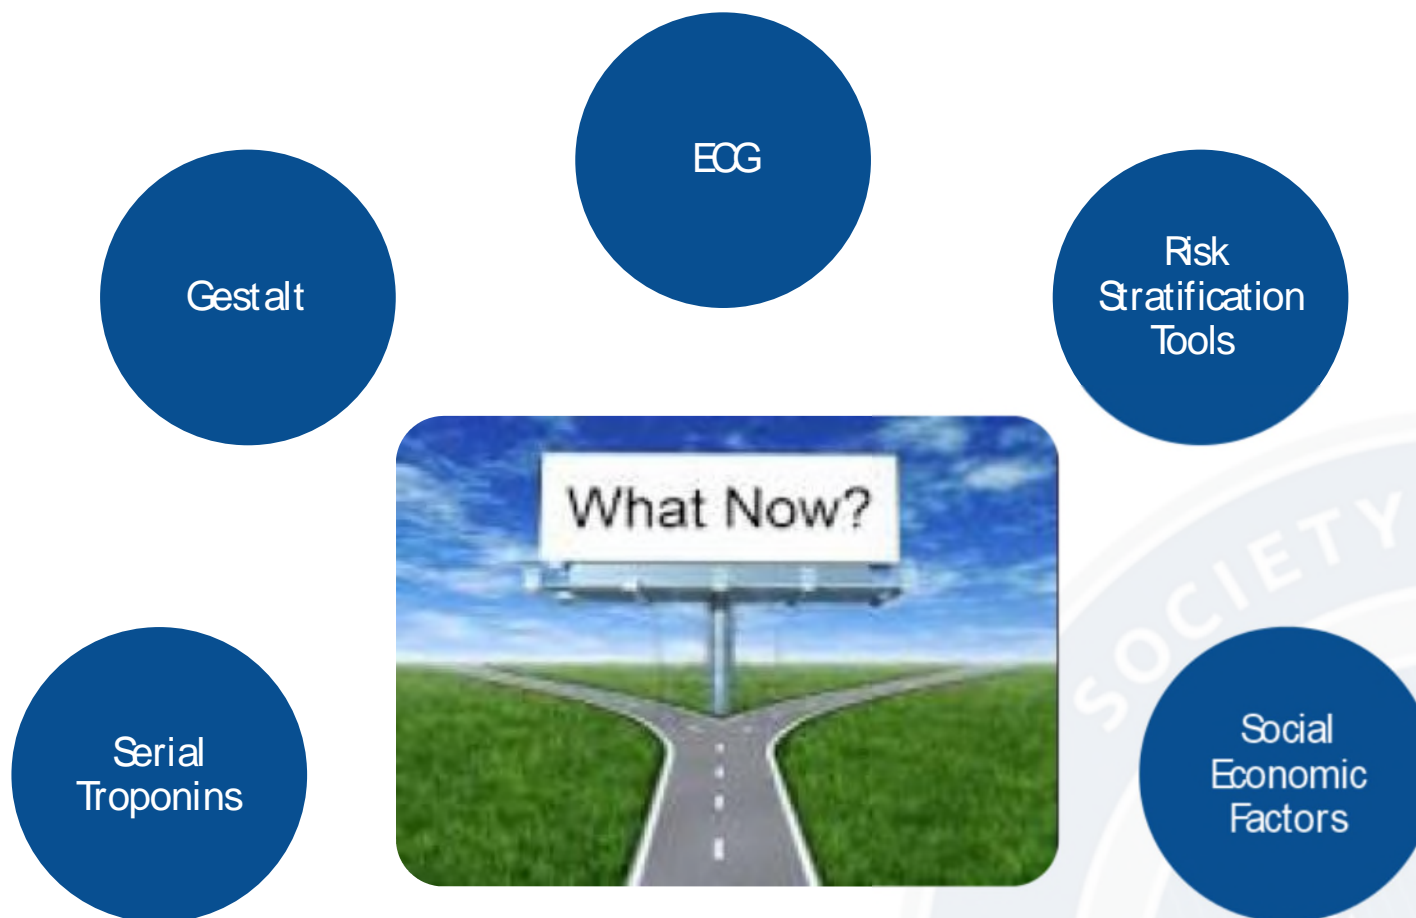 ECG
Gestalt
Risk
Stratification
Tools
What Now?
SOCIETY
Serial
Troponins
Social
Economic
Factors